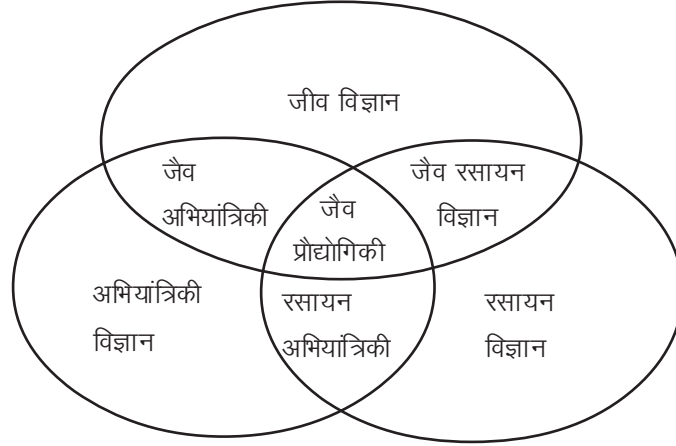 जीव विज्ञान
जैव
अभियांत्रिकी
जैव रसायन
विज्ञान
जैव
प्रौद्योगिकी
अभियांत्रिकी
विज्ञान
रसायन
अभियांत्रिकी
रसायन
विज्ञान